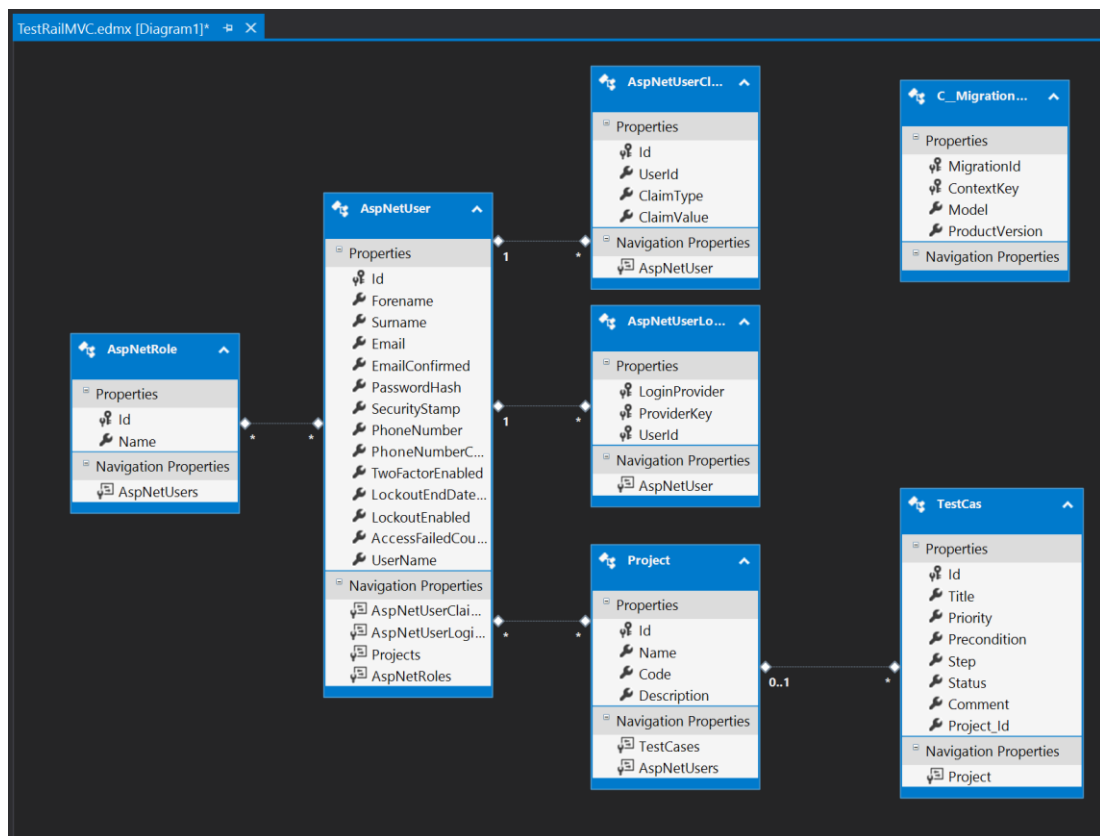 TestRailMVC.edmx [Diagram1]*
AspNetRole
Properties
Id
Name
Navigation Properties
AspNetUsers
*
*
AspNetUser
Properties
Id
Forename
Surname
Email
EmailConfirmed
PasswordHash
SecurityStamp
PhoneNumber
PhoneNumberC...
TwoFactorEnabled
LockoutEndDate...
LockoutEnabled
AccessFailedCou...
UserName
Navigation Properties
AspNetUserClai...
AspNetUserLogi...
Projects
AspNetRoles
1
*
1
*
*
*
AspNetUserCl...
Properties
Id
UserId
ClaimType
ClaimValue
Navigation Properties
AspNetUser
AspNetUserLo...
Properties
LoginProvider
ProviderKey
UserId
Navigation Properties
AspNetUser
Project
Properties
Id
Name
Code
Description
Navigation Properties
TestCases
AspNetUsers
0..1
*
C__Migration...
Properties
MigrationId
ContextKey
Model
ProductVersion
Navigation Properties
TestCas
Properties
Id
Title
Priority
Precondition
Step
Status
Comment
Project_Id
Navigation Properties
Project